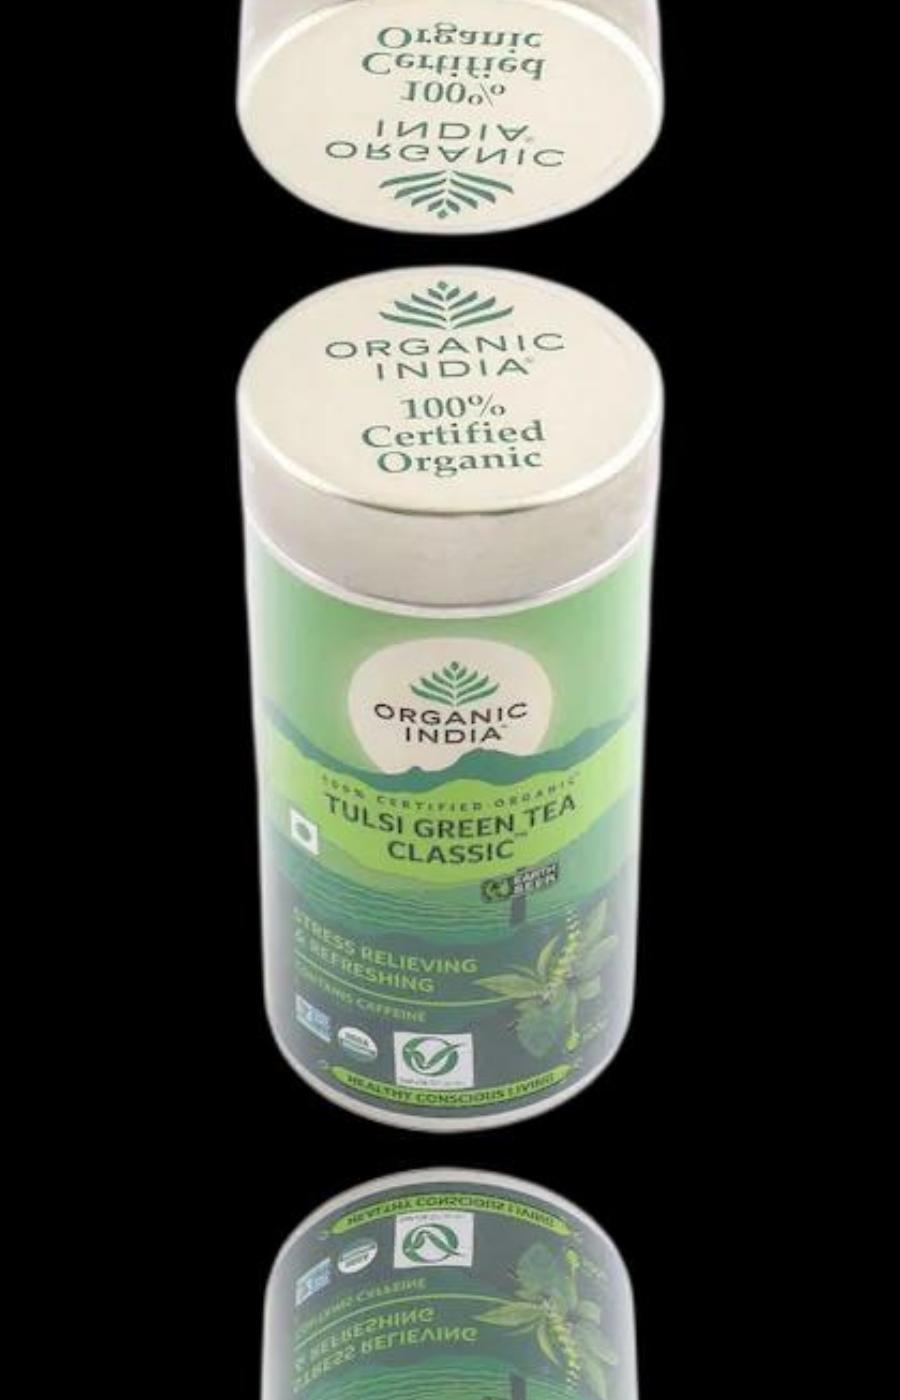 ORGANIC
INDIA
100%
Certified
Organic
ORGANIC
INDIA
100% CERTIFIED ORGANIC
TULSI GREEN TEA
CLASSIC
STRESS RELIEVING
& REFRESHING
CONTAINS CAFFEINE
USDA
HEALTHY CONSCIOUS LIVING